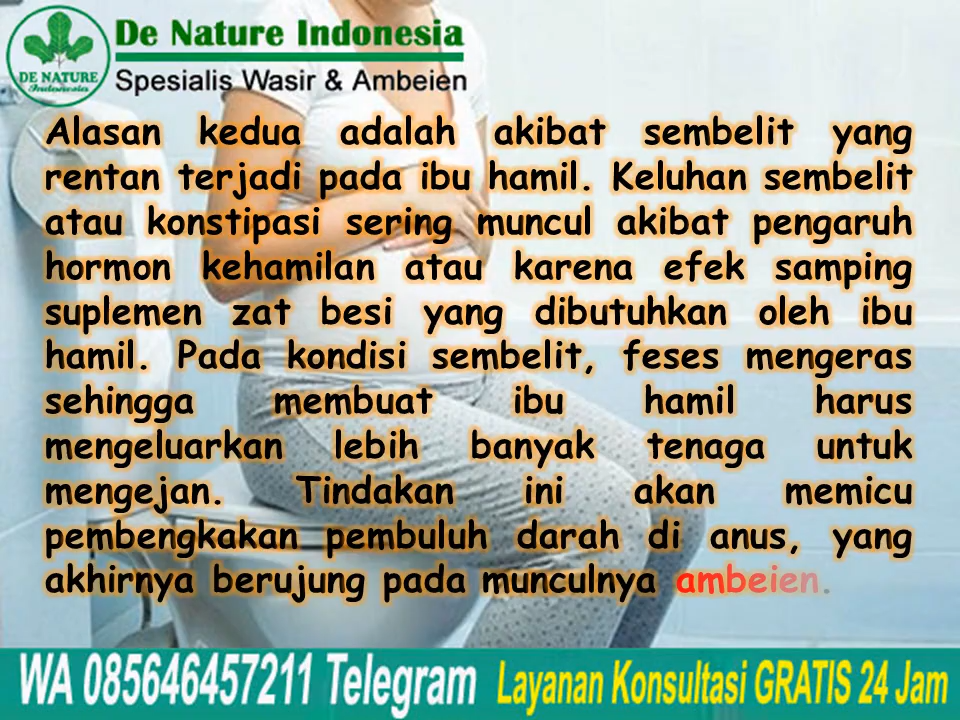 De Nature Indonesia
DE NATURE
Indonesia
Spesialis Wasir & Ambeien
Alasan kedua adalah akibat sembelit yang
rentan terjadi pada ibu hamil. Keluhan sembelit
atau konstipasi sering muncul akibat pengaruh
hormon kehamilan atau karena efek samping
suplemen zat besi yang dibutuhkan oleh ibu
hamil. Pada kondisi sembelit, feses mengeras
sehingga membuat ibu hamil harus
mengeluarkan lebih banyak tenaga untuk
mengejan. Tindakan ini akan memicu
pembengkakan pembuluh darah di anus, yang
akhirnya berujung pada munculnya ambeien.
WA 085646457211 Telegram Layanan Konsultasi GRATIS 24 Jam